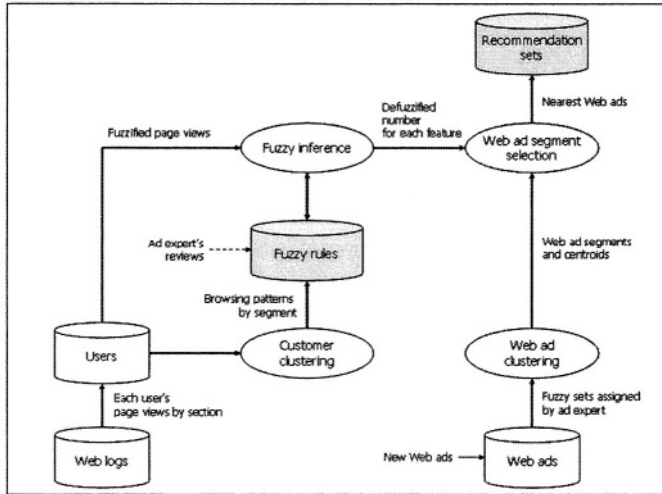 Recommendation
sets
Nearest Web ads
Defuzzified
number
for each feature
Fuzzified page views
Fuzzy inference
Web ad segment
selection
Ad expert's
reviews
Fuzzy rules
Web ad segments
and centroids
Browsing patterns
by segment
Users
Customer
clustering
Web ad
clustering
Each user's
page views by section
Fuzzy sets assigned
by ad expert
Web logs
New Web ads
Web ads